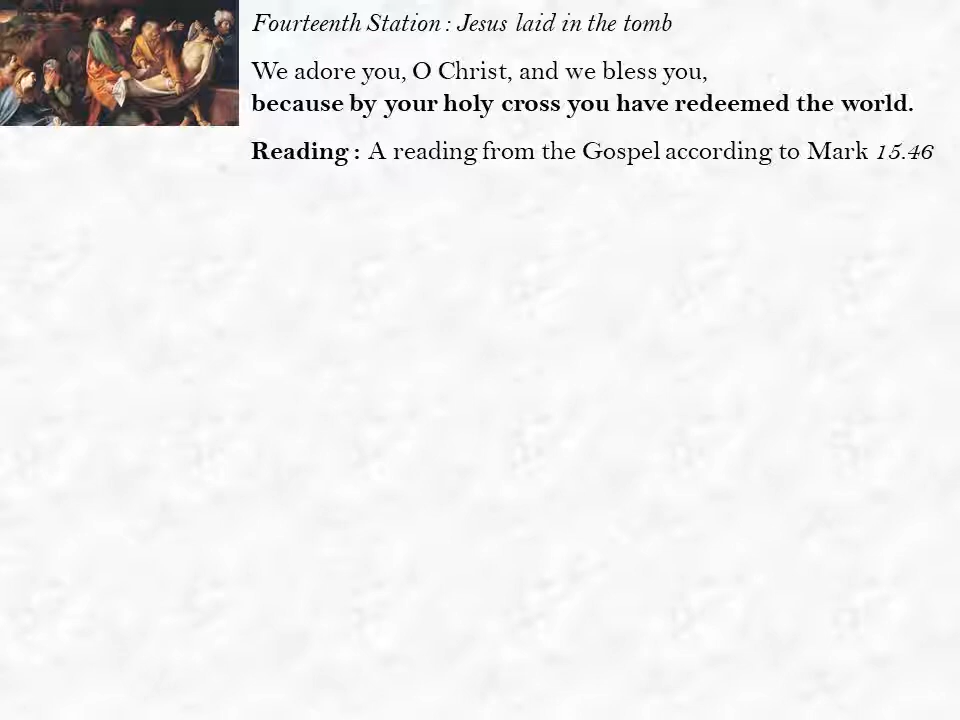 Fourteenth Station : Jesus laid in the tomb
We adore you, O Christ, and we bless you,
because by your holy cross you have redeemed the world.
Reading : A reading from the Gospel according to Mark 15.46